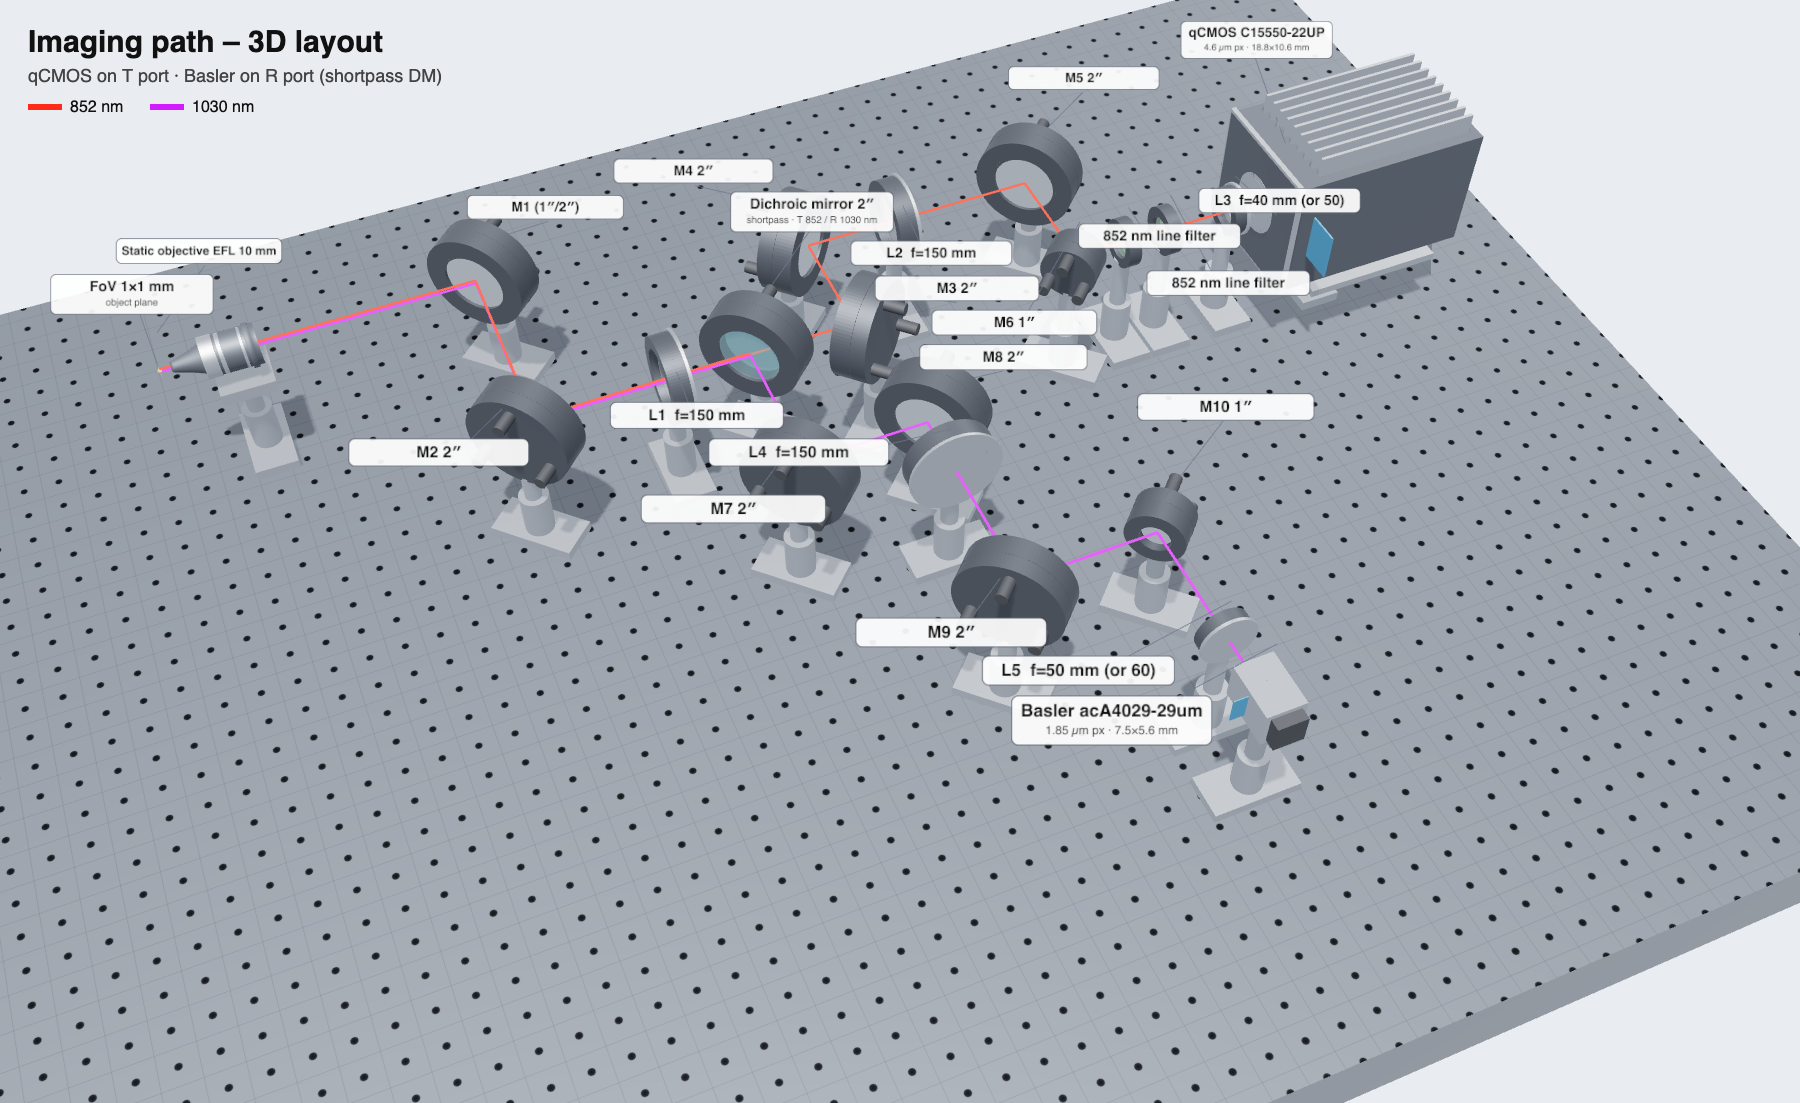 Imaging path – 3D layout
qCMOS on T port · Basler on R port (shortpass DM)
852 nm
1030 nm
qCMOS C15550-22UP
4.6 µm px · 18.8×10.6 mm
M5 2″
M4 2″
M1 (1″/2″)
Dichroic mirror 2″
shortpass · T 852 / R 1030 nm
L3 f=40 mm (or 50)
852 nm line filter
Static objective EFL 10 mm
L2 f=150 mm
FoV 1×1 mm
object plane
M3 2″
852 nm line filter
M6 1″
M8 2″
M10 1″
L1 f=150 mm
M2 2″
L4 f=150 mm
M7 2″
M9 2″
L5 f=50 mm (or 60)
Basler acA4029-29um
1.85 µm px · 7.5×5.6 mm